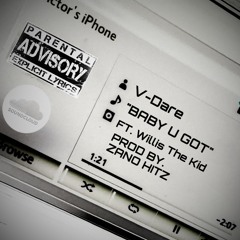 ctor's iPhone
PARENTAL
ADVISORY
EXPLICIT LYRICS
V-Dare
"BABY U GOT"
FT. Willis The Kid
PROD BY.
ZANO HITZ
rowse
1:21
-2:07